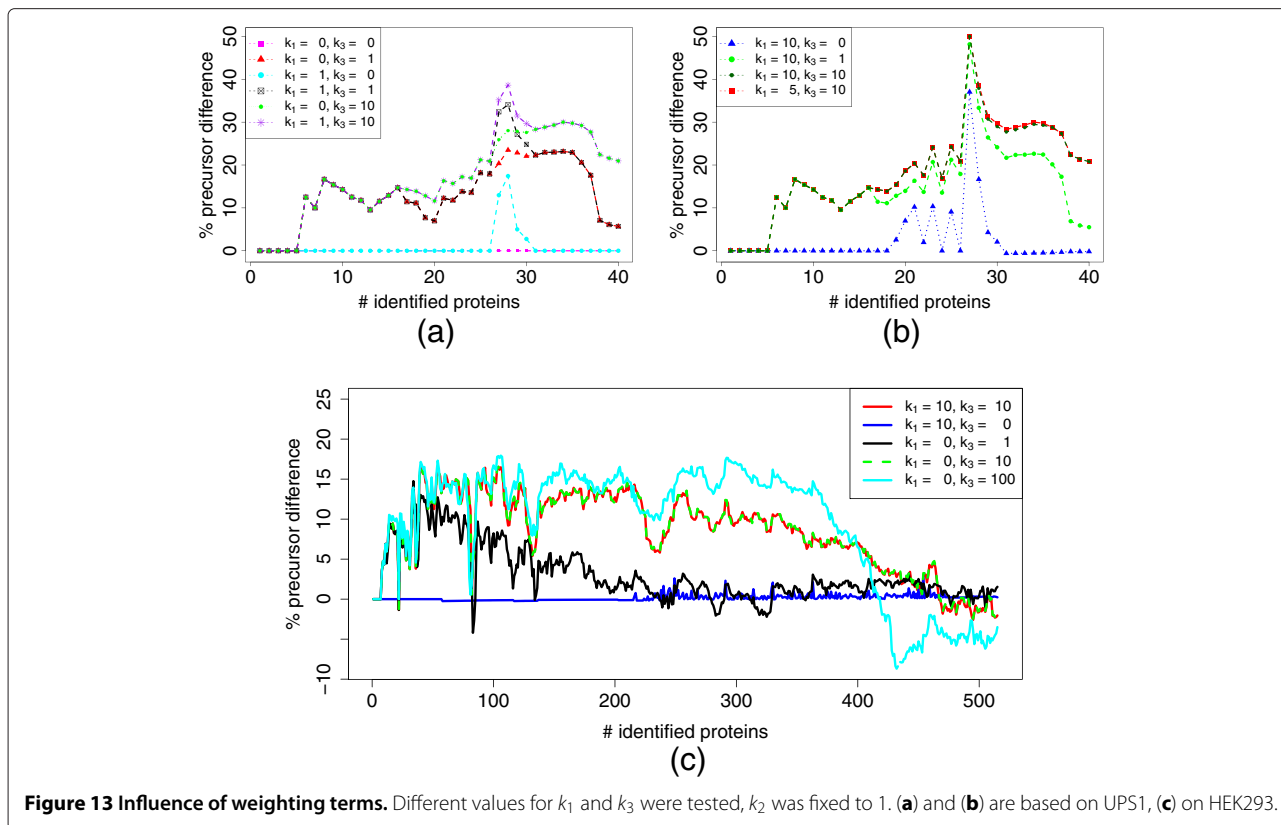 50
40
30
20
10
0
% precursor difference
k₁ = 0, k₃ = 0
k₁ = 0, k₃ = 1
k₁ = 1, k₃ = 0
k₁ = 1, k₃ = 1
k₁ = 0, k₃ = 10
k₁ = 1, k₃ = 10
0 10 20 30 40
# identified proteins
(a)
50
40
30
20
10
0
% precursor difference
k₁ = 10, k₃ = 0
k₁ = 10, k₃ = 1
k₁ = 10, k₃ = 10
k₁ = 5, k₃ = 10
0 10 20 30 40
# identified proteins
(b)
25
20
15
10
5
0
−10
% precursor difference
k₁ = 10, k₃ = 10
k₁ = 10, k₃ = 0
k₁ = 0, k₃ = 1
k₁ = 0, k₃ = 10
k₁ = 0, k₃ = 100
0 100 200 300 400 500
# identified proteins
(c)
Figure 13 Influence of weighting terms. Different values for k₁ and k₃ were tested, k₂ was fixed to 1. (a) and (b) are based on UPS1, (c) on HEK293.